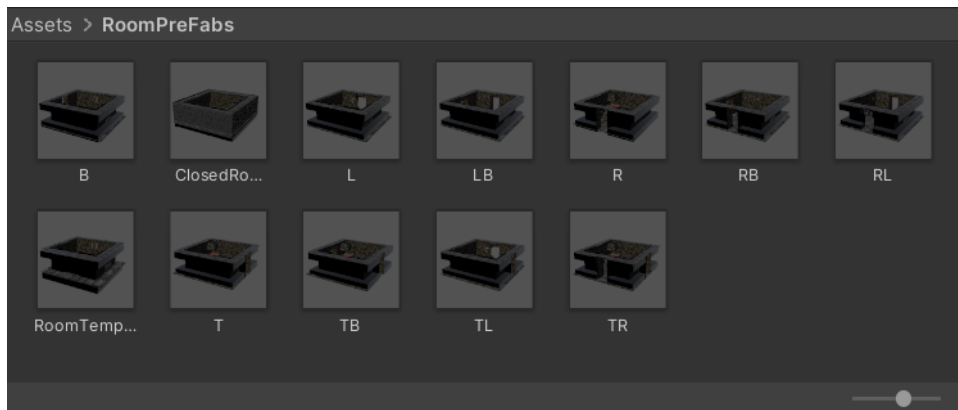 Assets > RoomPreFabs
B ClosedRo... L LB R RB RL
RoomTemp... T TB TL TR